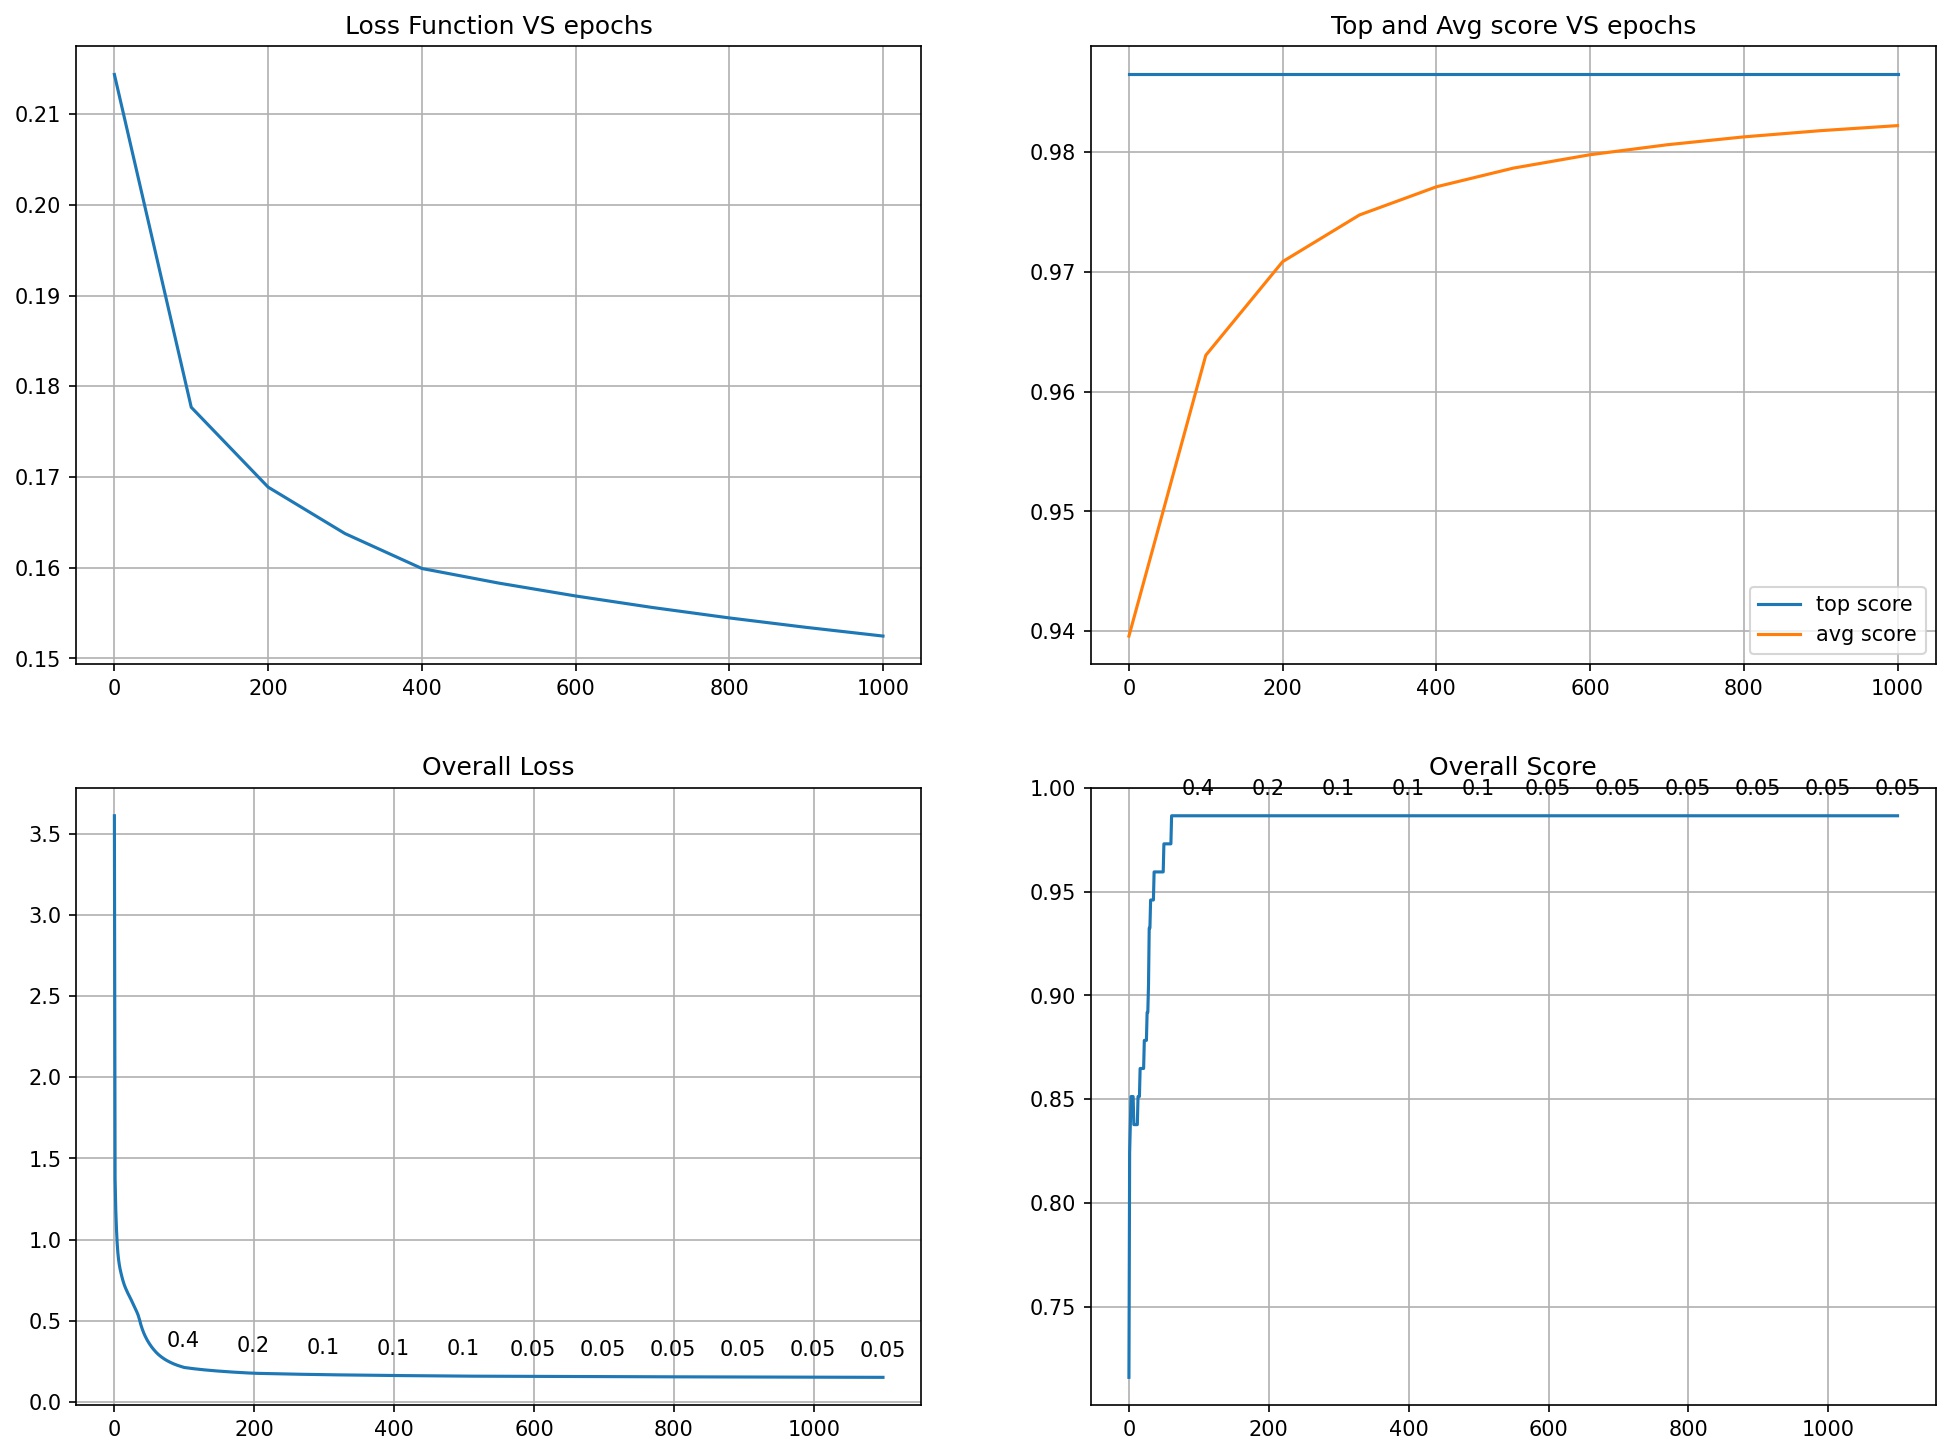 Loss Function VS epochs
0.21
0.20
0.19
0.18
0.17
0.16
0.15
0 200 400 600 800 1000
Top and Avg score VS epochs
0.98
0.97
0.96
0.95
0.94
top score
avg score
0 200 400 600 800 1000
Overall Loss
3.5
3.0
2.5
2.0
1.5
1.0
0.5
0.4 0.2 0.1 0.1 0.1 0.05 0.05 0.05 0.05 0.05 0.05
0.0
0 200 400 600 800 1000
Overall Score
1.00 0.4 0.2 0.1 0.1 0.1 0.05 0.05 0.05 0.05 0.05 0.05
0.95
0.90
0.85
0.80
0.75
0 200 400 600 800 1000